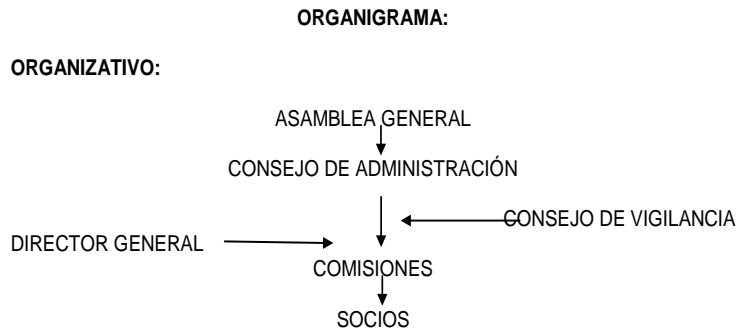 ORGANIGRAMA:
ORGANIZATIVO:
ASAMBLEA GENERAL
CONSEJO DE ADMINISTRACIÓN
CONSEJO DE VIGILANCIA
DIRECTOR GENERAL
COMISIONES
SOCIOS